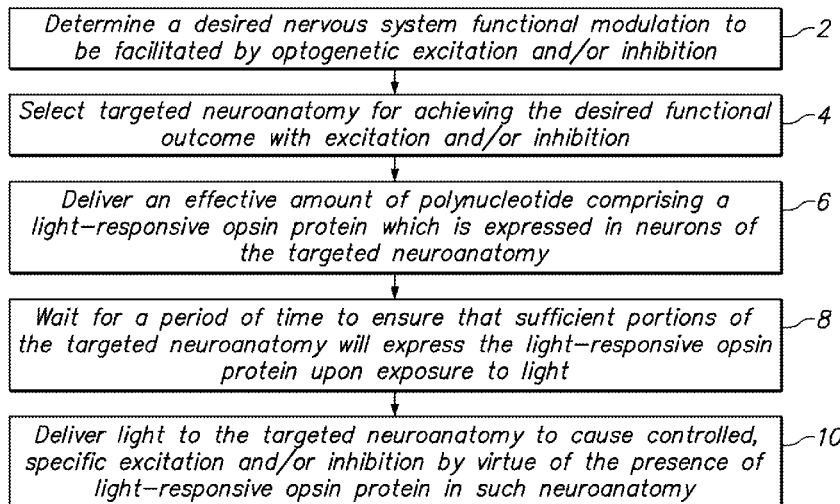 Determine a desired nervous system functional modulation to
be facilitated by optogenetic excitation and/or inhibition
2
Select targeted neuroanatomy for achieving the desired functional
outcome with excitation and/or inhibition
4
Deliver an effective amount of polynucleotide comprising a
light-responsive opsin protein which is expressed in neurons of
the targeted neuroanatomy
6
Wait for a period of time to ensure that sufficient portions of
the targeted neuroanatomy will express the light-responsive opsin
protein upon exposure to light
8
Deliver light to the targeted neuroanatomy to cause controlled,
specific excitation and/or inhibition by virtue of the presence of
light-responsive opsin protein in such neuroanatomy
10